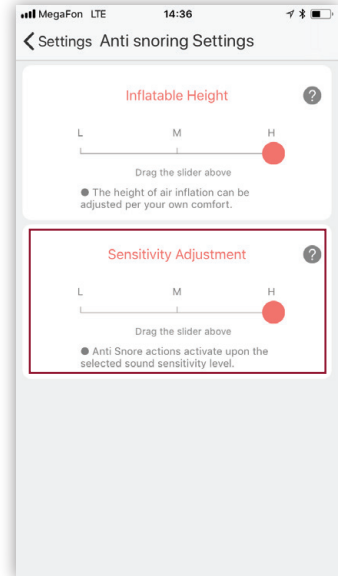 MegaFon LTE 14:36
Settings Anti snoring Settings
Inflatable Height ?
L M H
Drag the slider above
● The height of air inflation can be
adjusted per your own comfort.
Sensitivity Adjustment ?
L M H
Drag the slider above
● Anti Snore actions activate upon the
selected sound sensitivity level.